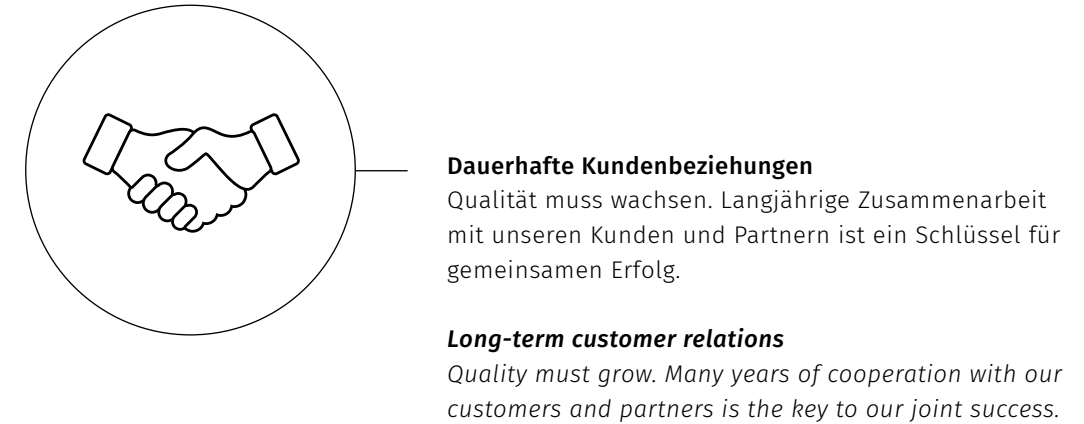 Dauerhafte Kundenbeziehungen
Qualität muss wachsen. Langjährige Zusammenarbeit
mit unseren Kunden und Partnern ist ein Schlüssel für
gemeinsamen Erfolg.
Long-term customer relations
Quality must grow. Many years of cooperation with our
customers and partners is the key to our joint success.